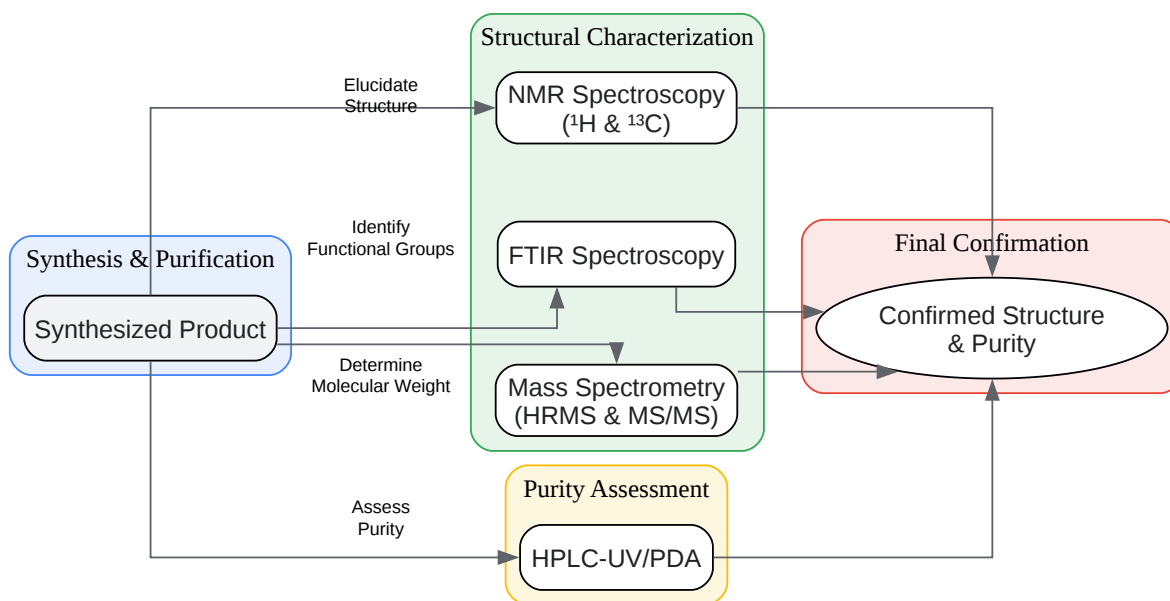 Structural Characterization
Elucidate
Structure
NMR Spectroscopy
(¹H & ¹³C)
Identify
Functional Groups
FTIR Spectroscopy
Synthesis & Purification
Synthesized Product
Final Confirmation
Confirmed Structure
& Purity
Determine
Molecular Weight
Mass Spectrometry
(HRMS & MS/MS)
Purity Assessment
Assess
Purity
HPLC-UV/PDA